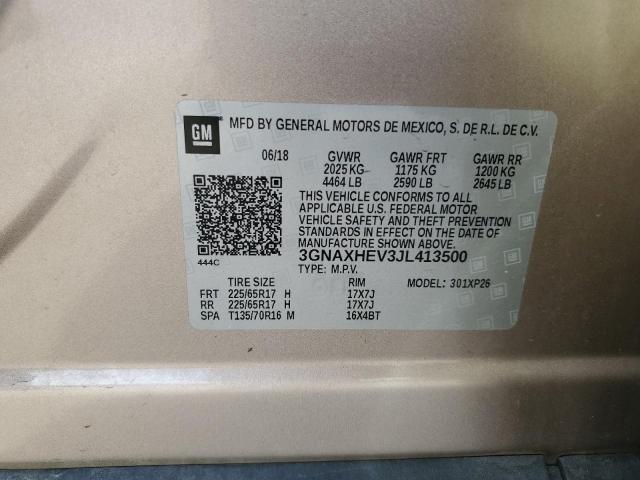 GM
MFD BY GENERAL MOTORS DE MEXICO, S. DE R.L. DE C.V.
06/18 GVWR GAWR FRT GAWR RR
2025 KG 1175 KG 1200 KG
4464 LB 2590 LB 2645 LB
THIS VEHICLE CONFORMS TO ALL
APPLICABLE U.S. FEDERAL MOTOR
VEHICLE SAFETY AND THEFT PREVENTION
STANDARDS IN EFFECT ON THE DATE OF
MANUFACTURE SHOWN ABOVE.
444C 3GNAXHEV3JL413500
TYPE: M.P.V.
TIRE SIZE RIM MODEL: 301XP26
FRT 225/65R17 H 17X7J
RR 225/65R17 H 17X7J
SPA T135/70R16 M 16X4BT